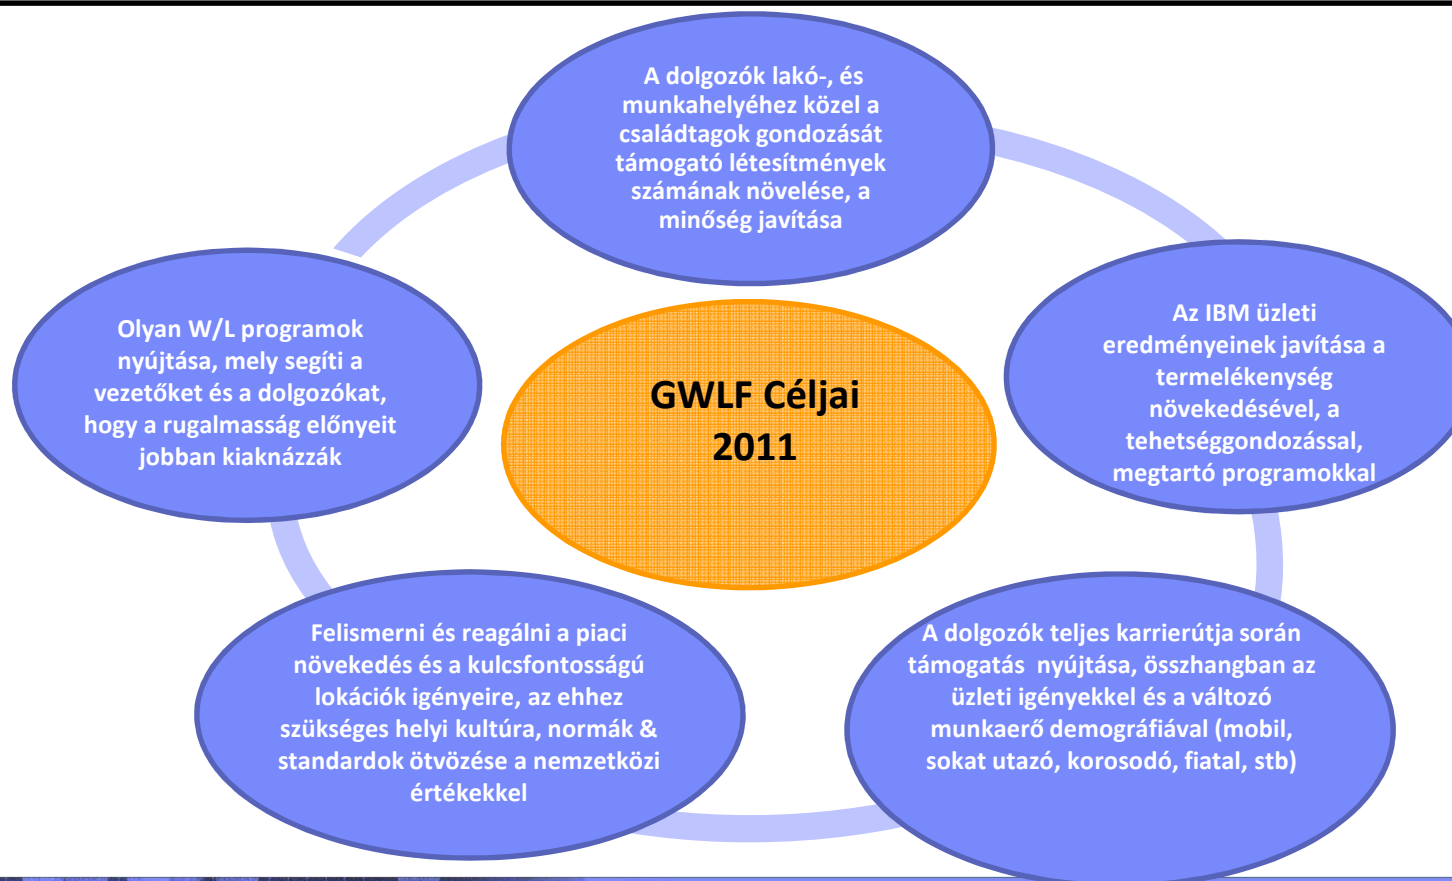 A dolgozók lakó-, és
munkahelyéhez közel a
családtagok gondozását
támogató létesítmények
számának növelése, a
minőség javítása
Az IBM üzleti
eredményeinek javítása a
termelékenység
növekedésével, a
tehetséggondozással,
megtartó programokkal
A dolgozók teljes karrierútja során
támogatás  nyújtása, összhangban az
üzleti igényekkel és a változó
munkaerő demográfiával (mobil,
sokat utazó, korosodó, fiatal, stb)
Felismerni és reagálni a piaci
növekedés és a kulcsfontosságú
lokációk igényeire, az ehhez
szükséges helyi kultúra, normák &
standardok ötvözése a nemzetközi
értékekkel
Olyan W/L programok
nyújtása, mely segíti a
vezetőket és a dolgozókat,
hogy a rugalmasság előnyeit
jobban kiaknázzák
GWLF Céljai
2011